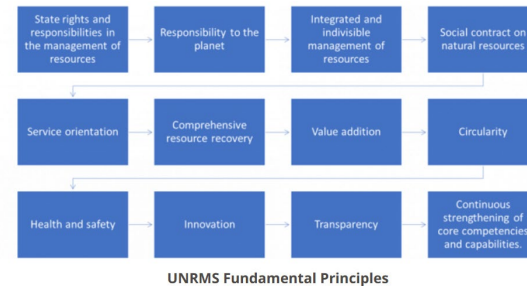 State rights and
responsibilities in
the management of
resources
Responsibility to the
planet
Integrated and
indivisible
management of
resources
Social contract on
natural resources
Service orientation
Comprehensive
resource recovery
Value addition
Circularity
Health and safety
Innovation
Transparency
Continuous
strengthening of
core competencies
and capabilities.
UNRMS Fundamental Principles